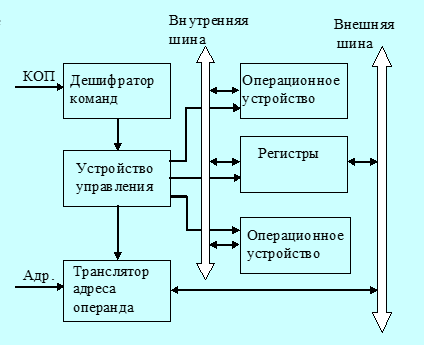 Внутренняя
шина
Внешняя
шина
КОП
Дешифратор
команд
Операционное
устройство
Устройство
управления
Регистры
Операционное
устройство
Адр.
Транслятор
адреса
операнда